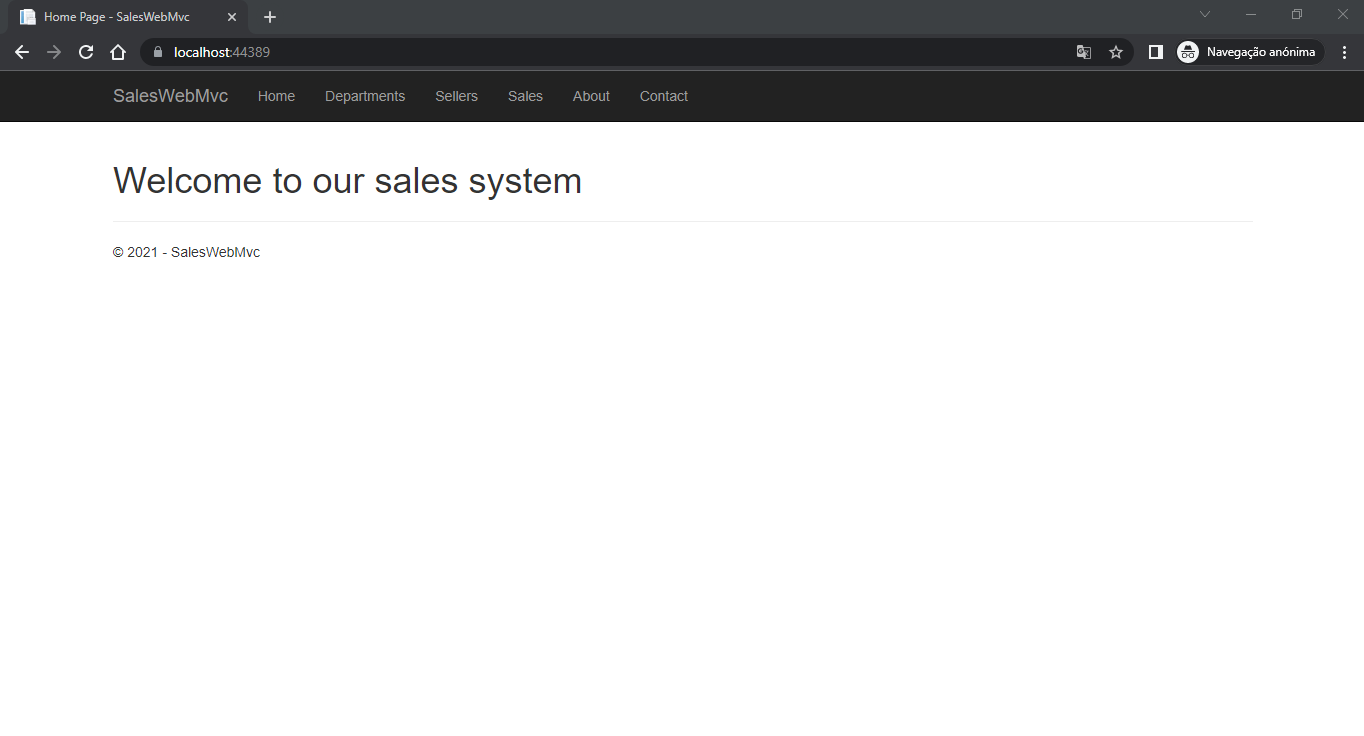 Home Page - SalesWebMvc
localhost:44389
Navegação anónima
SalesWebMvc Home Departments Sellers Sales About Contact
Welcome to our sales system
© 2021 - SalesWebMvc